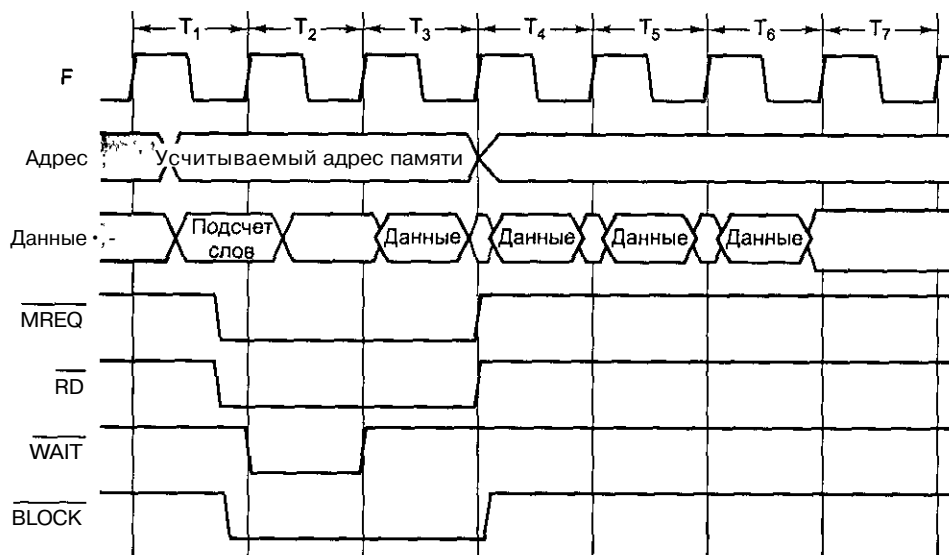 T1 T2 T3 T4 T5 T6 T7
F
Адрес
Усчитываемый адрес памяти
Данные
Подсчет
слов
Данные Данные Данные Данные
MREQ
RD
WAIT
BLOCK